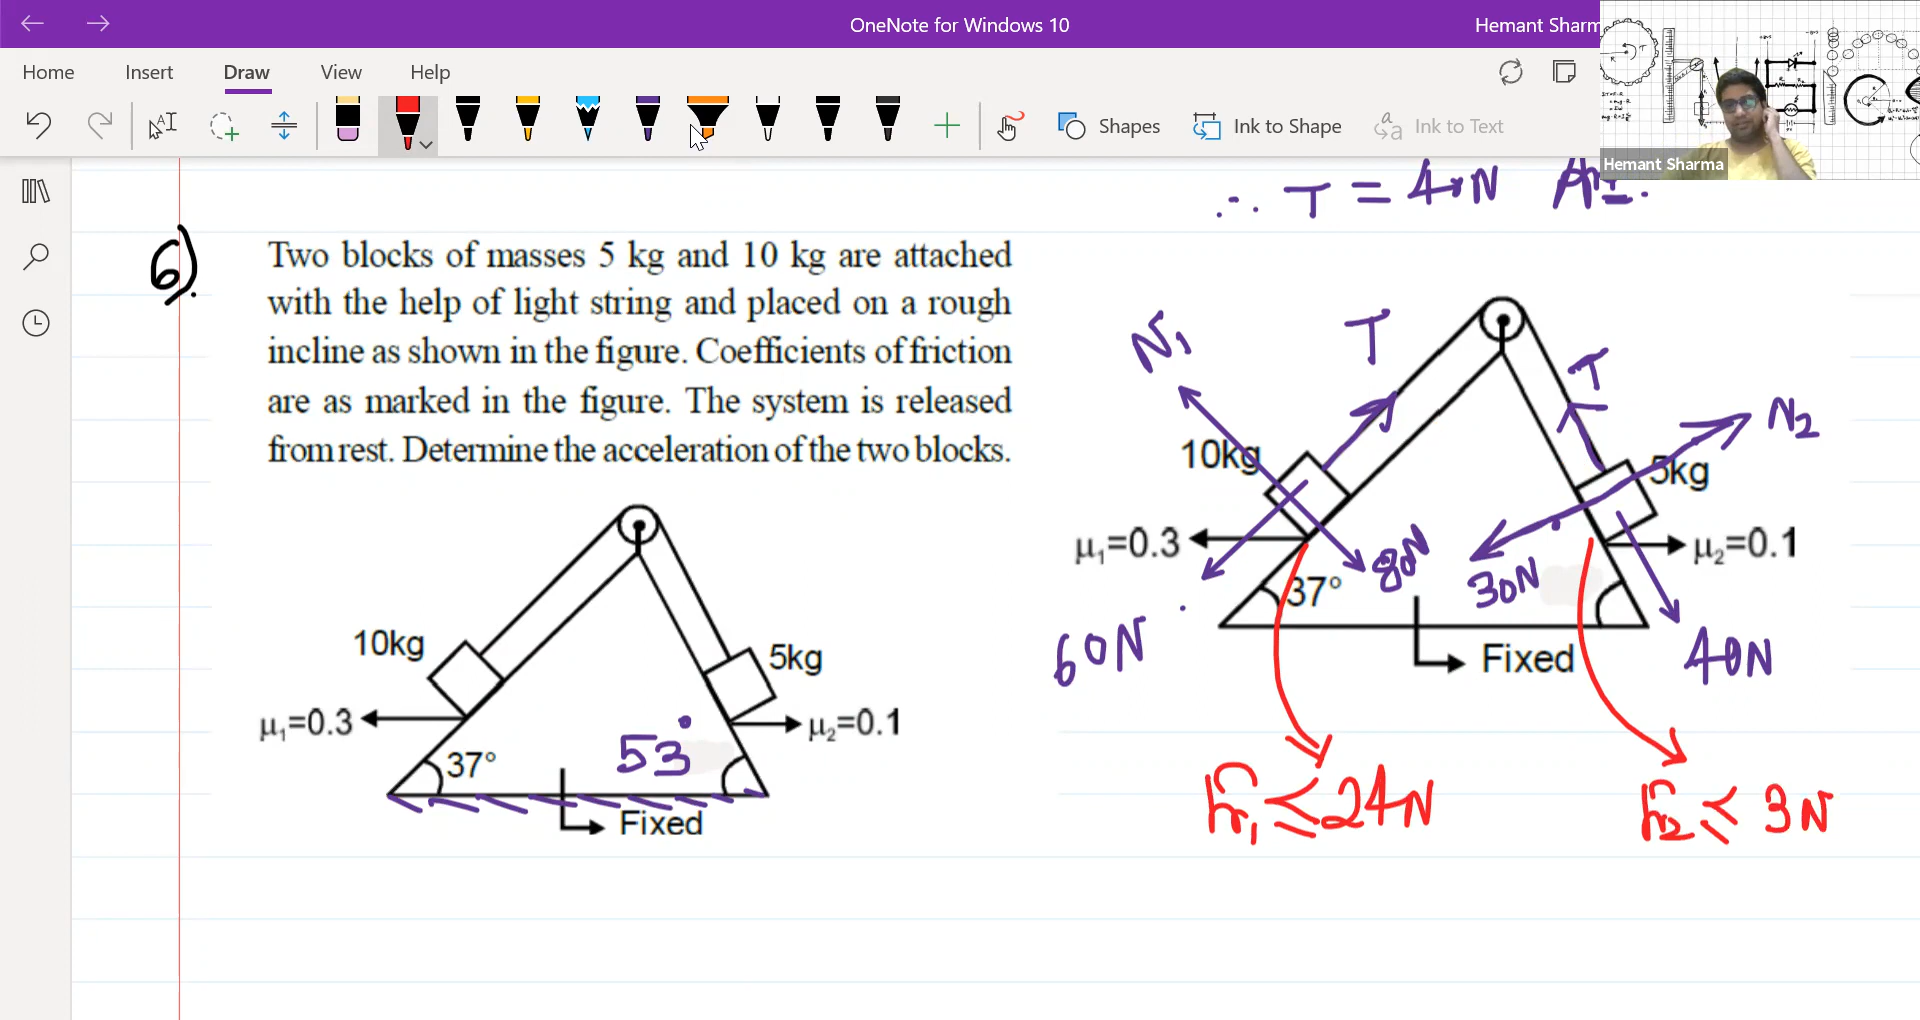 OneNote for Windows 10
Hemant Sharm
Home Insert Draw View Help
Shapes Ink to Shape Ink to Text
Hemant Sharma
∴ T = 40N Ans.
6).
Two blocks of masses 5 kg and 10 kg are attached
with the help of light string and placed on a rough
incline as shown in the figure. Coefficients of friction
are as marked in the figure. The system is released
from rest. Determine the acceleration of the two blocks.
10kg
5kg
μ₁=0.3
μ₂=0.1
37°
53°
Fixed
N₁
T
T
N₂
10kg
5kg
μ₁=0.3
μ₂=0.1
80N
30N
37°
60N
40N
Fixed
fr₁ ≤ 24N
fr₂ ≤ 3N